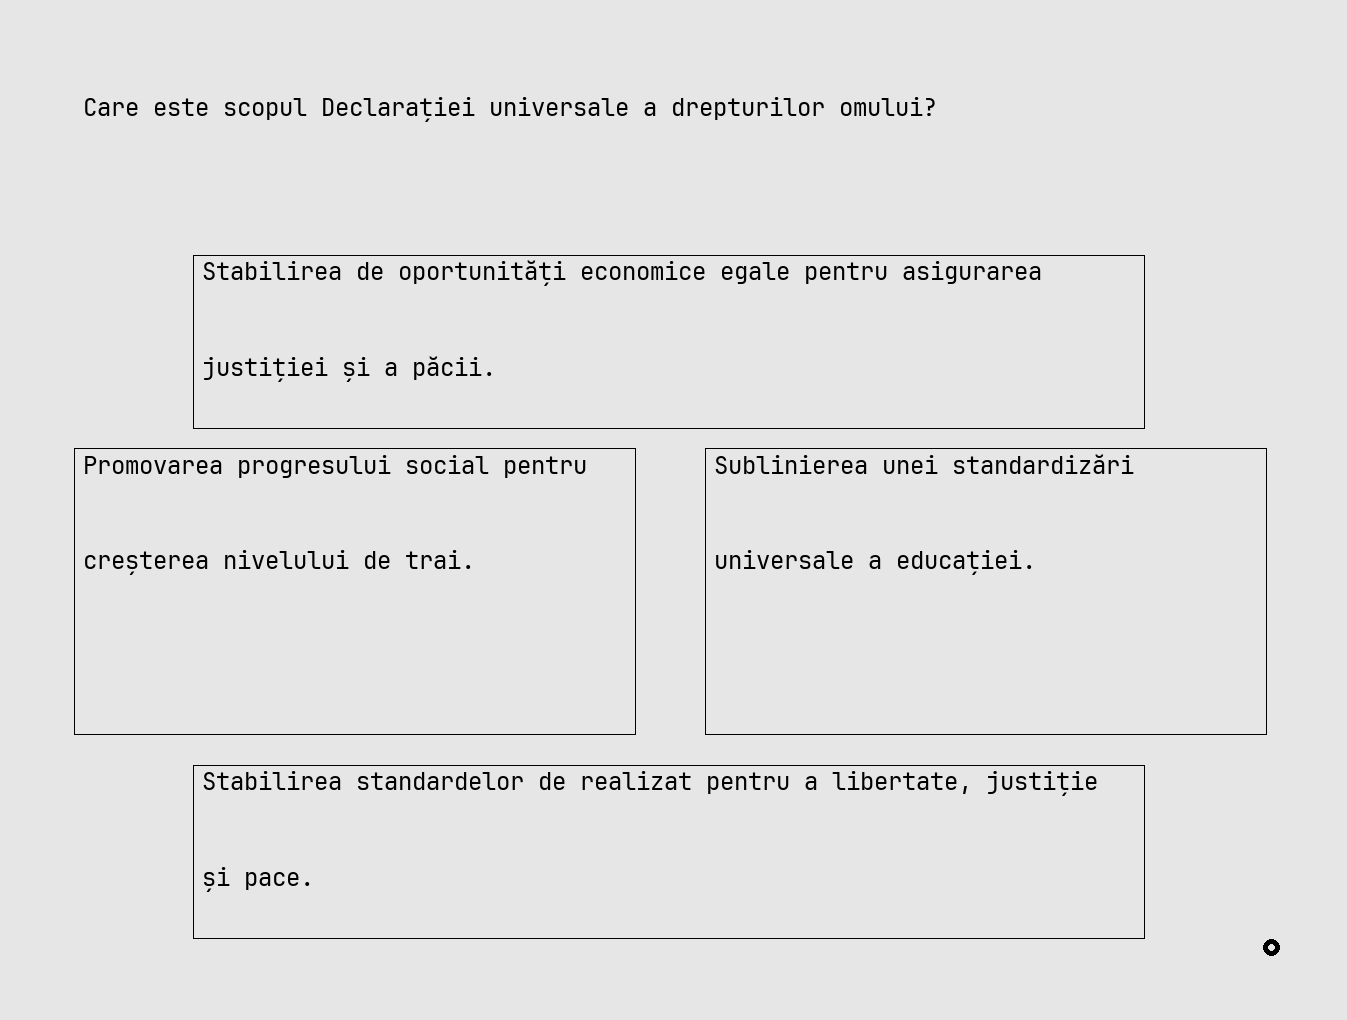 Care este scopul Declarației universale a drepturilor omului?
Stabilirea de oportunități economice egale pentru asigurarea
justiției și a păcii.
Promovarea progresului social pentru
creșterea nivelului de trai.
Sublinierea unei standardizări
universale a educației.
Stabilirea standardelor de realizat pentru a libertate, justiție
și pace.